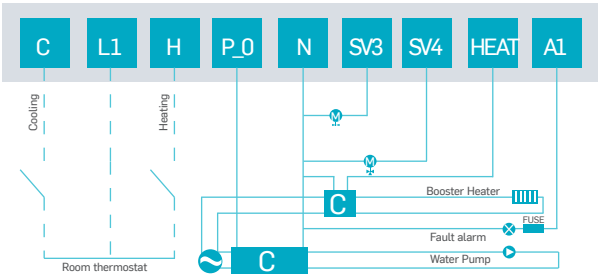 C L1 H P_0 N SV3 SV4 HEAT A1
Cooling
Heating
M
M
Booster Heater
C
FUSE
Fault alarm
C
Water Pump
Room thermostat